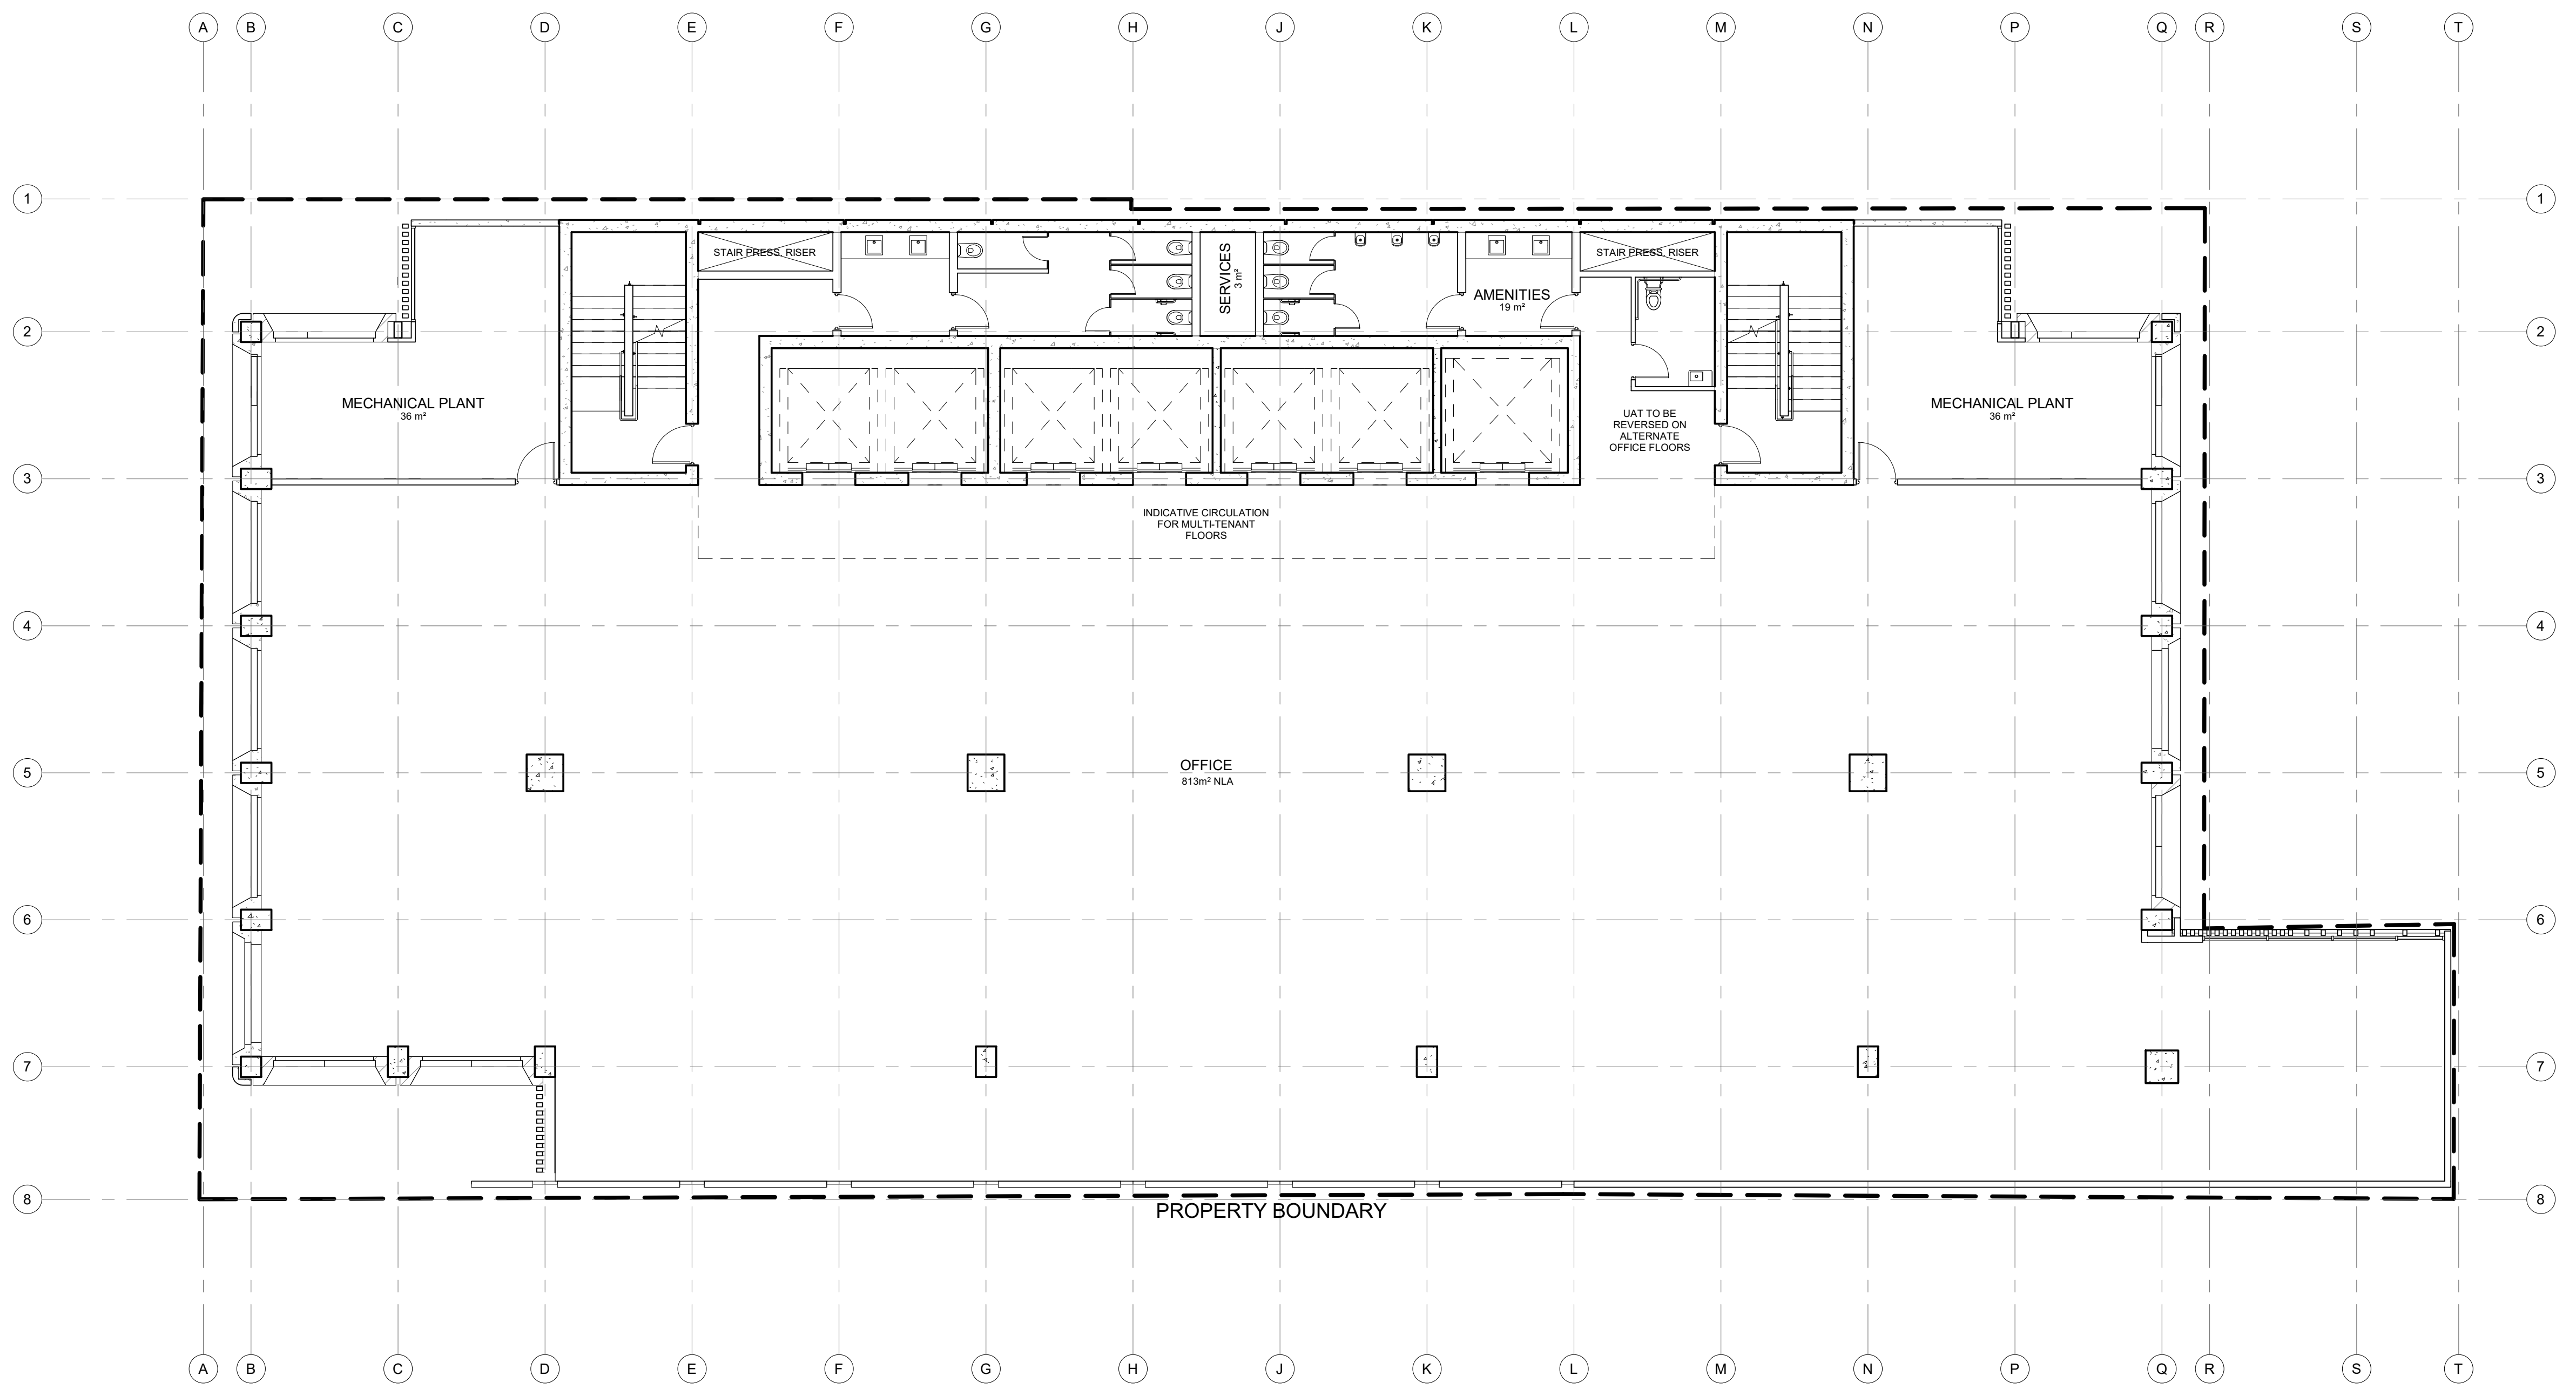 A B C D E F G H J K L M N P Q R S T
1 1
STAIR PRESS. RISER
STAIR PRESS. RISER
SERVICES
3 m²
AMENITIES
19 m²
2 2
MECHANICAL PLANT
36 m²
MECHANICAL PLANT
36 m²
UAT TO BE
REVERSED ON
ALTERNATE
OFFICE FLOORS
3 3
INDICATIVE CIRCULATION
FOR MULTI-TENANT
FLOORS
4 4
OFFICE
813m² NLA
5 5
6 6
7 7
8 8
PROPERTY BOUNDARY
A B C D E F G H J K L M N P Q R S T